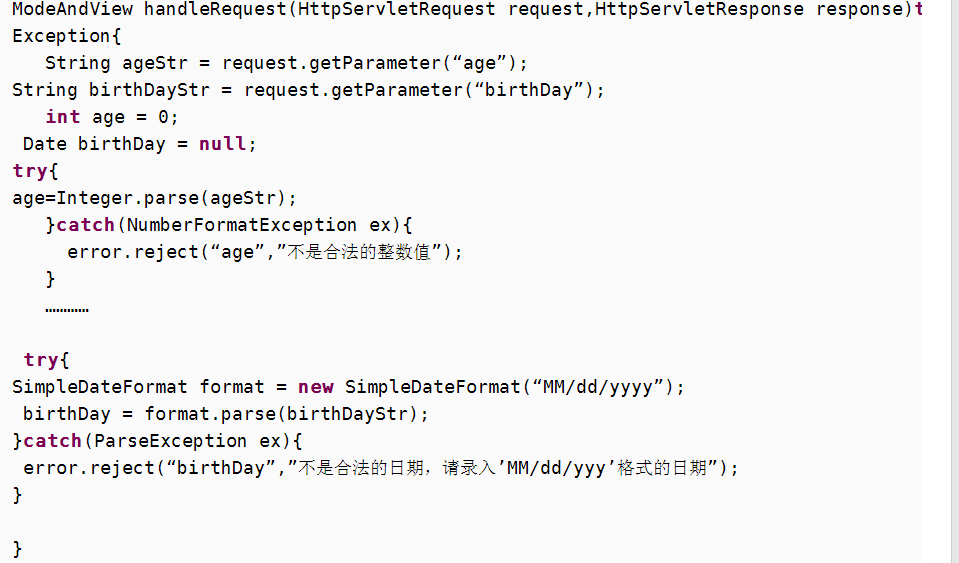 ModeAndView handleRequest(HttpServletRequest request,HttpServletResponse response)t
Exception{
String ageStr = request.getParameter(“age”);
String birthDayStr = request.getParameter(“birthDay”);
int age = 0;
Date birthDay = null;
try{
age=Integer.parse(ageStr);
}catch(NumberFormatException ex){
error.reject(“age”,”不是合法的整数值”);
}
…………
try{
SimpleDateFormat format = new SimpleDateFormat(“MM/dd/yyyy”);
birthDay = format.parse(birthDayStr);
}catch(ParseException ex){
error.reject(“birthDay”,”不是合法的日期，请录入’MM/dd/yyy’格式的日期”);
}
}